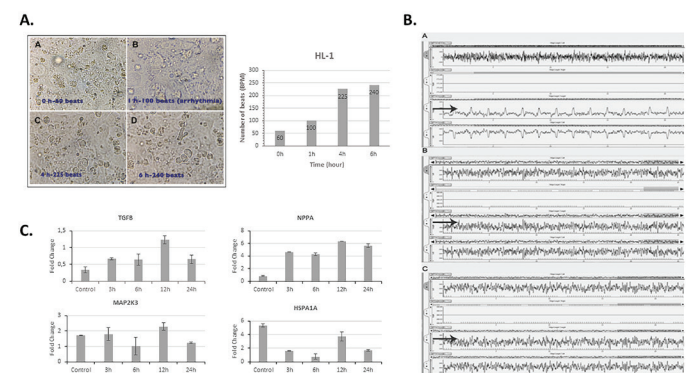 A.
A
B
0 h-60 beats
1 h-100 beats (arrhythmia)
C
D
4 h-225 beats
6 h-240 beats
HL-1
Number of beats (BPM)
300
250
200
150
100
50
0
60
100
225
240
0h
1h
4h
6h
Time (hour)
B.
A
B
C
C.
TGFB
Fold Change
1,5
1
0,5
0
Control
3h
6h
12h
24h
NPPA
Fold Change
8
6
4
2
0
Control
3h
6h
12h
24h
MAP2K3
Fold Change
3
2
1
0
Control
3h
6h
12h
24h
HSPA1A
Fold Change
6
4
2
0
Control
3h
6h
12h
24h